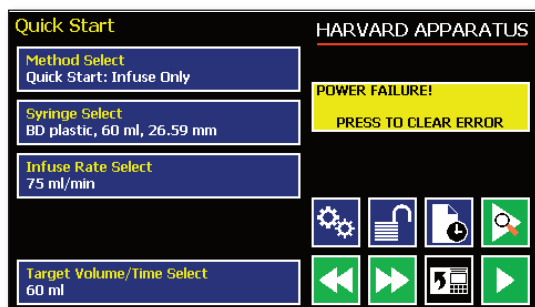 Quick Start
HARVARD APPARATUS
Method Select
Quick Start: Infuse Only
POWER FAILURE!
PRESS TO CLEAR ERROR
Syringe Select
BD plastic, 60 ml, 26.59 mm
Infuse Rate Select
75 ml/min
Target Volume/Time Select
60 ml